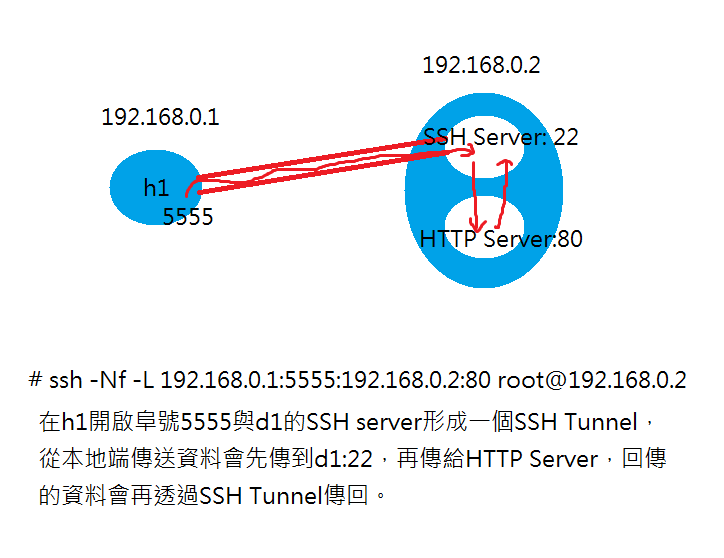 192.168.0.2
192.168.0.1
SSH Server: 22
h1
5555
HTTP Server:80
# ssh -Nf -L 192.168.0.1:5555:192.168.0.2:80 root@192.168.0.2
在h1開啟皍號5555與d1的SSH server形成一個SSH Tunnel，
從本地端傳送資料會先傳到d1:22，再傳給HTTP Server，回傳
的資料會再透過SSH Tunnel傳回。